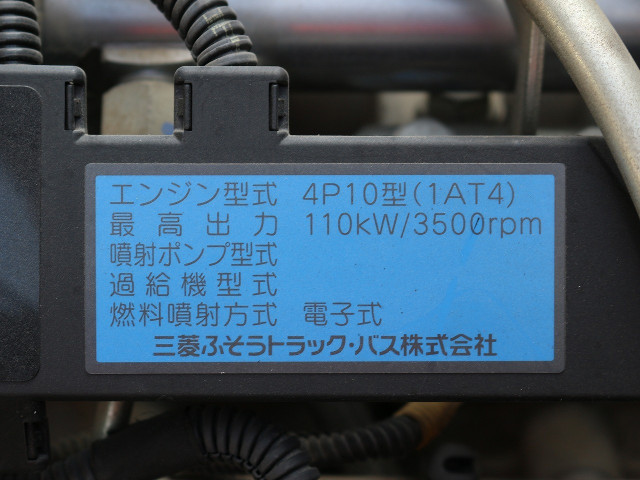 エンジン型式 4P10型(1AT4)
最高出力 110kW/3500rpm
噴射ポンプ型式
過給機型式
燃料噴射方式 電子式
三菱ふそうトラック・バス株式会社